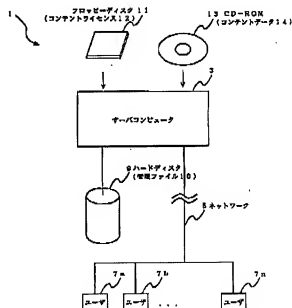 1
フロッピーディスク 11
(コンテントライセンス12)
13 CD-ROM
(コンテントデータ14)
3
サーバコンピュータ
9 ハードディスク
(管理ファイル10)
5 ネットワーク
7a 7b 7n
ユーザ ユーザ ... ユーザ